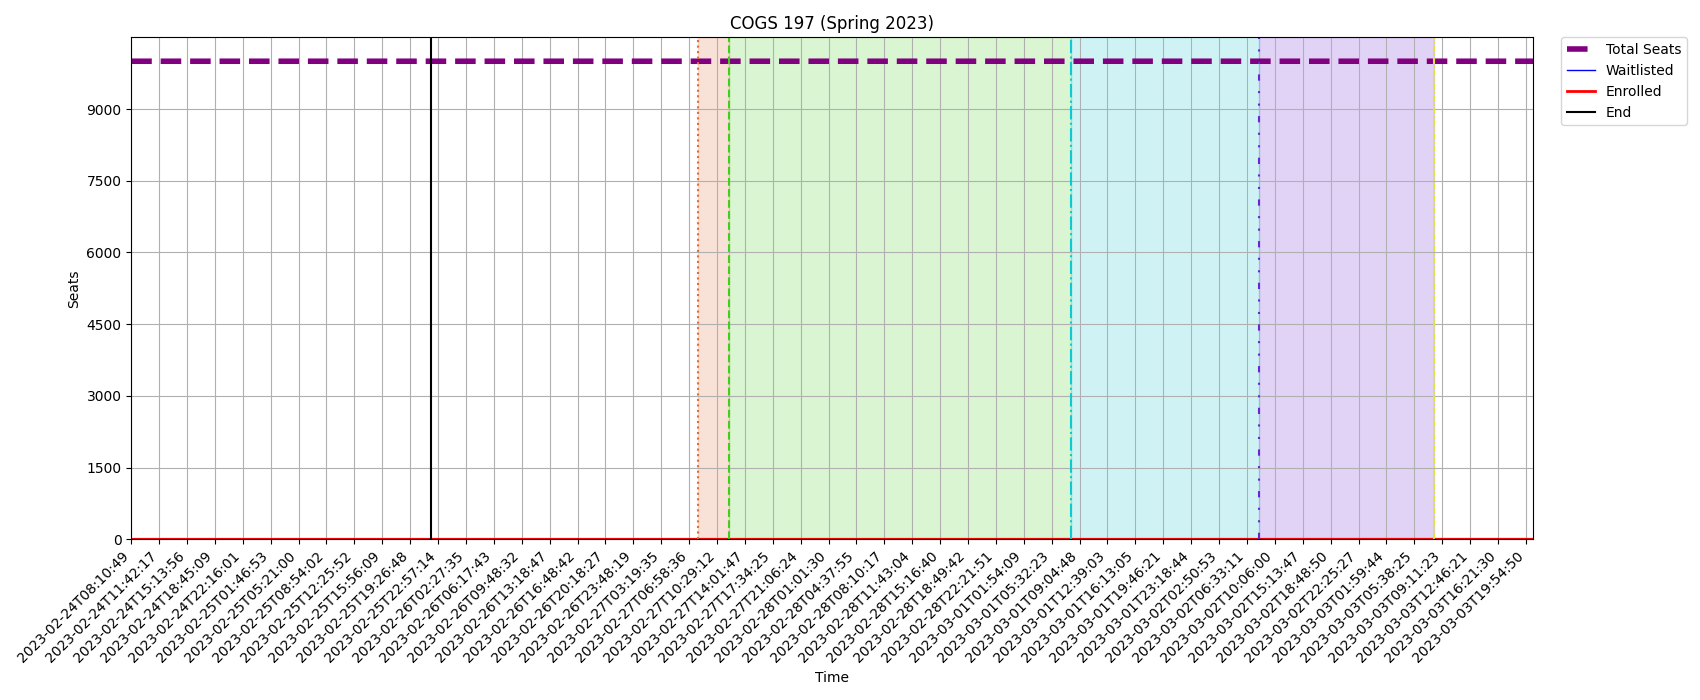 COGS 197 (Spring 2023)
Total Seats
Waitlisted
Enrolled
End
Seats
9000
7500
6000
4500
3000
1500
0
2023-02-24T08:10:49
2023-02-24T11:42:17
2023-02-24T15:13:56
2023-02-24T18:45:09
2023-02-24T22:16:01
2023-02-25T01:46:53
2023-02-25T05:21:00
2023-02-25T08:54:02
2023-02-25T12:25:52
2023-02-25T15:56:09
2023-02-25T19:26:48
2023-02-25T22:57:14
2023-02-26T02:27:35
2023-02-26T06:17:43
2023-02-26T09:48:32
2023-02-26T13:18:47
2023-02-26T16:48:42
2023-02-26T20:18:27
2023-02-26T23:48:19
2023-02-27T03:19:35
2023-02-27T06:58:36
2023-02-27T10:29:12
2023-02-27T14:01:47
2023-02-27T17:34:25
2023-02-27T21:06:24
2023-02-28T01:01:30
2023-02-28T04:37:55
2023-02-28T08:10:17
2023-02-28T11:43:04
2023-02-28T15:16:40
2023-02-28T18:49:42
2023-02-28T22:21:51
2023-03-01T01:54:09
2023-03-01T05:32:23
2023-03-01T09:04:48
2023-03-01T12:39:03
2023-03-01T16:13:05
2023-03-01T19:46:21
2023-03-01T23:18:44
2023-03-02T02:50:53
2023-03-02T06:33:11
2023-03-02T10:06:00
2023-03-02T15:13:47
2023-03-02T18:48:50
2023-03-02T22:25:27
2023-03-03T01:59:44
2023-03-03T05:38:25
2023-03-03T09:11:23
2023-03-03T12:46:21
2023-03-03T16:21:30
2023-03-03T19:54:50
Time